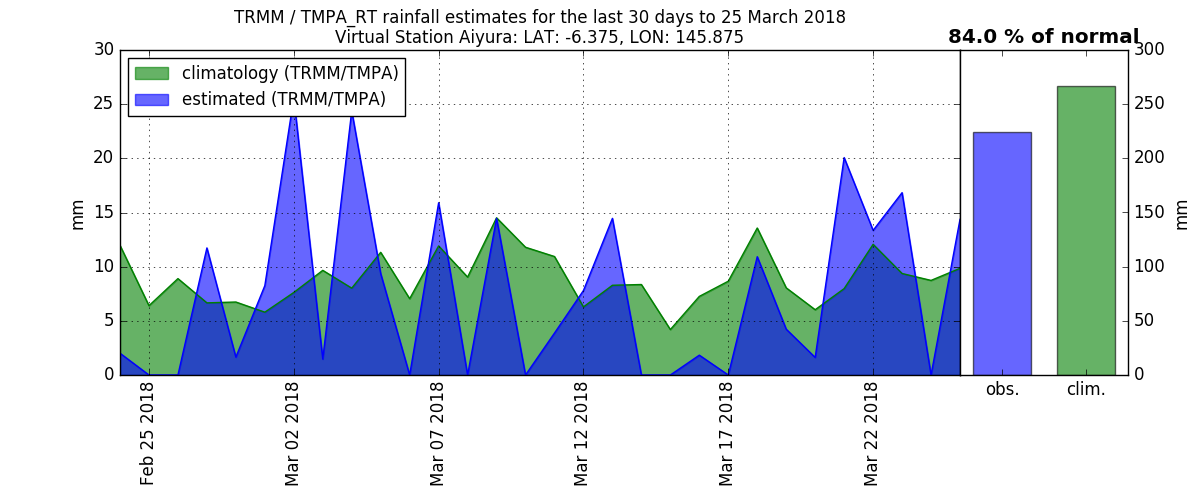 TRMM / TMPA_RT rainfall estimates for the last 30 days to 25 March 2018
Virtual Station Aiyura: LAT: -6.375, LON: 145.875
84.0 % of normal
climatology (TRMM/TMPA)
estimated (TRMM/TMPA)
mm
30
25
20
15
10
5
0
Feb 25 2018
Mar 02 2018
Mar 07 2018
Mar 12 2018
Mar 17 2018
Mar 22 2018
obs.
clim.
300
250
200
150
100
50
0
mm